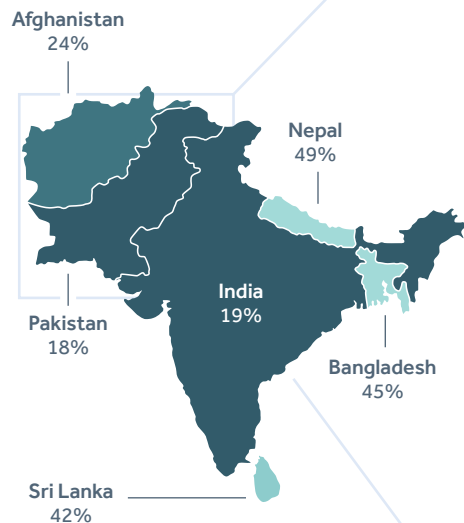 Afghanistan
24%
Nepal
49%
India
19%
Pakistan
18%
Bangladesh
45%
Sri Lanka
42%